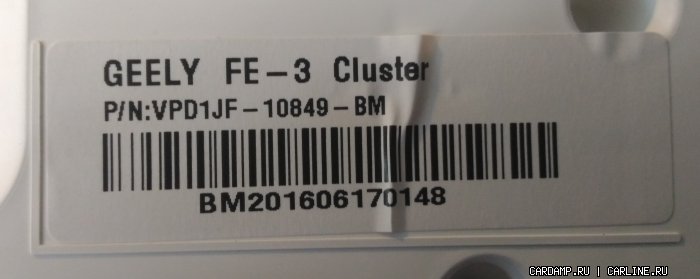 GEELY FE-3 Cluster
P/N:VPD1JF-10849-BM
BM201606170148
CARDAMP.RU | CARLINE.RU